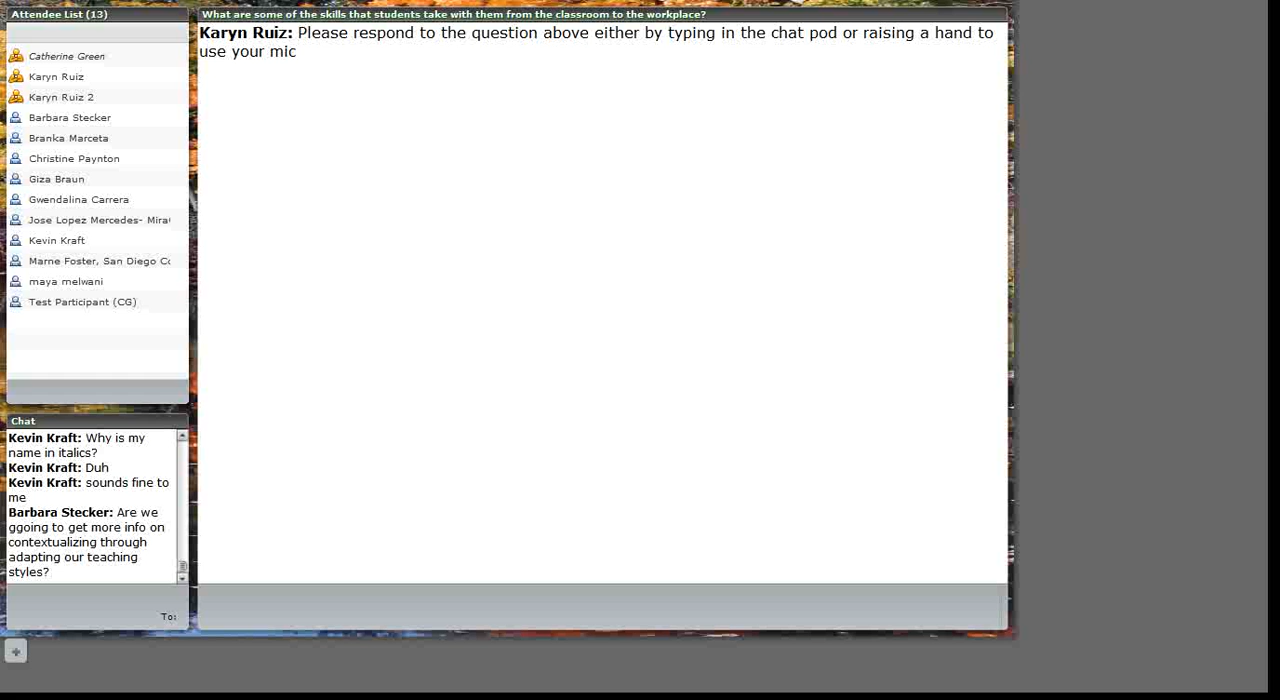 Attendee List (13)
Catherine Green
Karyn Ruiz
Karyn Ruiz 2
Barbara Stecker
Branka Marceta
Christine Paynton
Giza Braun
Gwendalina Carrera
Jose Lopez Mercedes- Mira
Kevin Kraft
Marne Foster, San Diego Co
maya melwani
Test Participant (CG)
Chat
Kevin Kraft: Why is my
name in italics?
Kevin Kraft: Duh
Kevin Kraft: sounds fine to
me
Barbara Stecker: Are we
ggoing to get more info on
contextualizing through
adapting our teaching
styles?
To:
What are some of the skills that students take with them from the classroom to the workplace?
Karyn Ruiz: Please respond to the question above either by typing in the chat pod or raising a hand to
use your mic